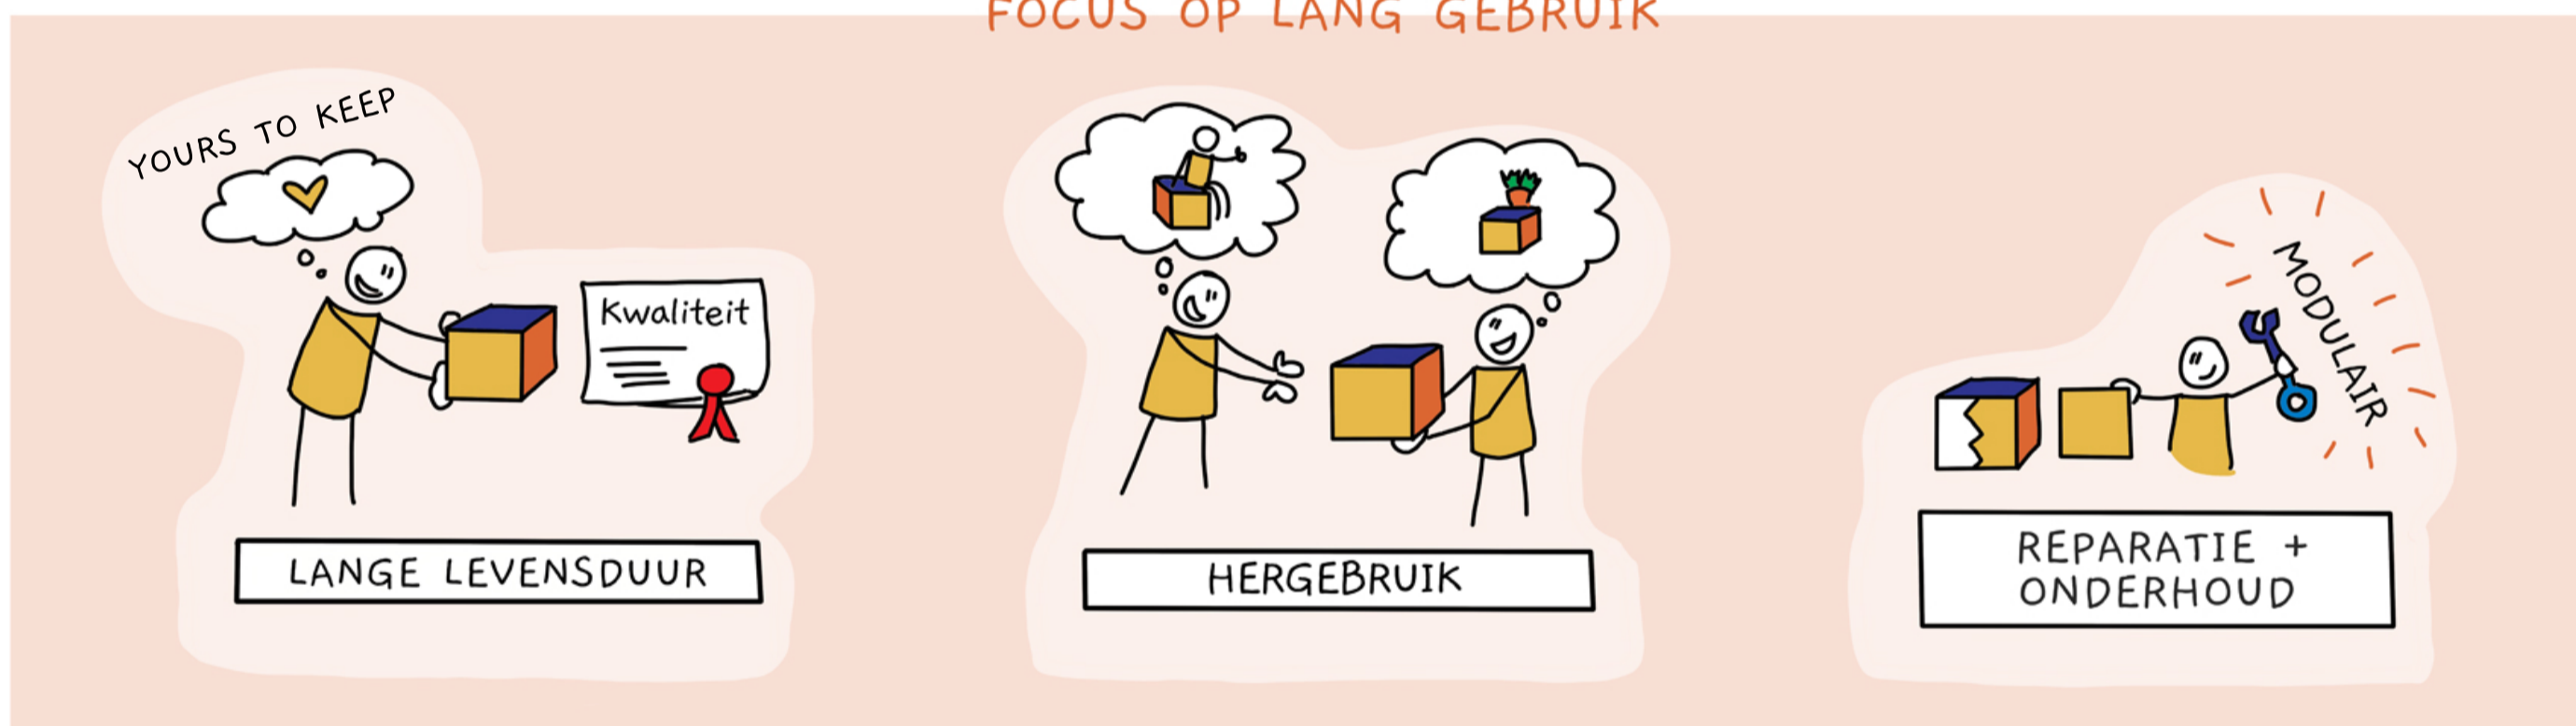 FOCUS OP LANG GEBRUIK
YOURS TO KEEP
Kwaliteit
LANGE LEVENSDUUR
HERGEBRUIK
MODULAIR
REPARATIE +
ONDERHOUD